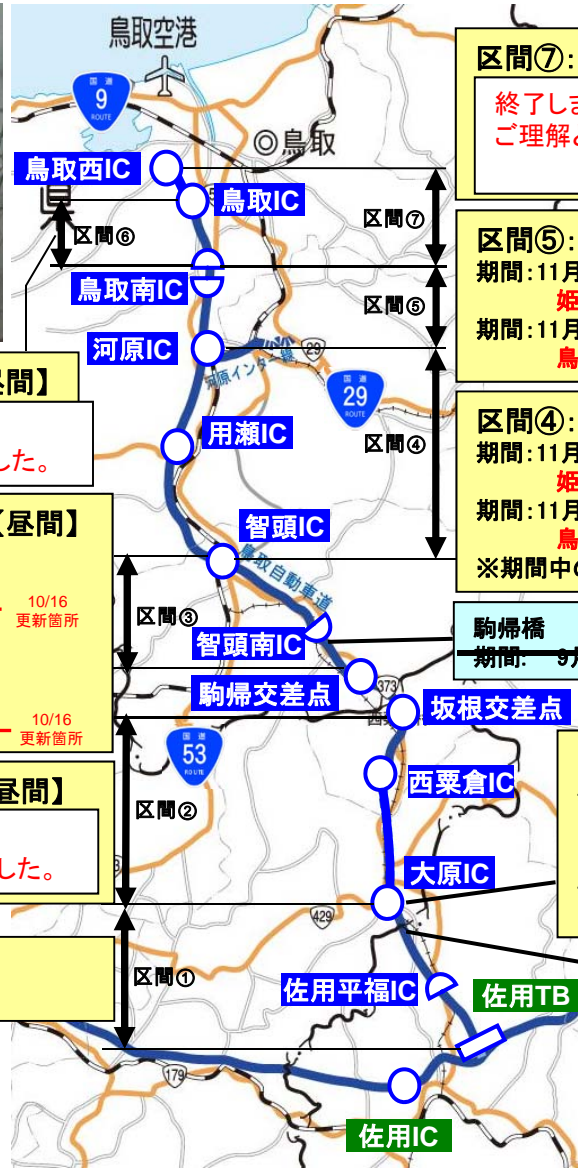 鳥取空港
国道
9
ROUTE
◎鳥取
鳥取西IC
鳥取IC
県
区間⑥
区間⑦
鳥取南IC
区間⑤
河原IC
河原インター線
29
国道
29
ROUTE
用瀬IC
区間④
智頭IC
鳥取自動車道
区間③
智頭南IC
駒帰交差点
373
坂根交差点
国道
53
ROUTE
西粟倉IC
区間②
大原IC
429
区間①
佐用平福IC
佐用TB
179
佐用IC
区間⑦:
終了しま
ご理解
区間⑤:
期間:11月
姫
期間:11月
鳥
区間④:
期間:11月
姫
期間:11月
鳥
※期間中の
駒帰橋
期間: 9月
昼間】
した。
【昼間】
10/16
更新箇所
10/16
更新箇所
昼間】
した。